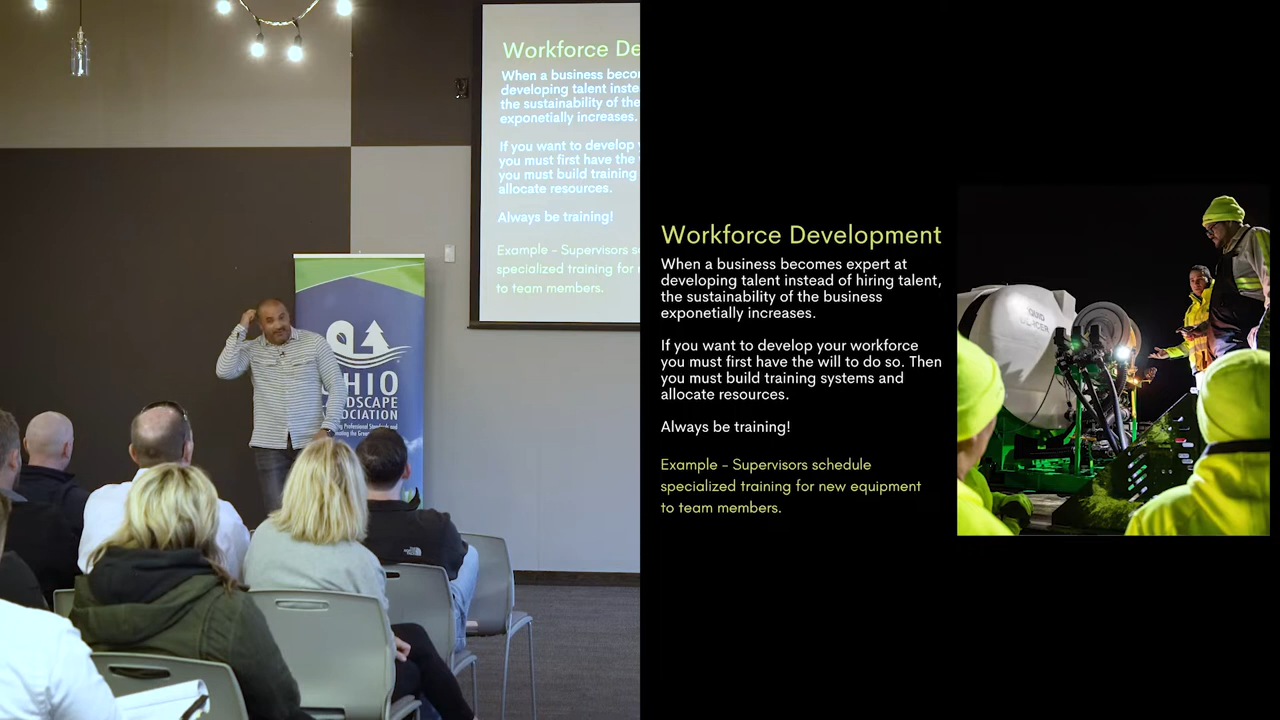 Workforce De
When a business becor
developing talent inste
the sustainability of the
exponetially increases.
If you want to develop
you must first have the
you must build training
allocate resources.
Always be training!
Example - Supervisors sc
specialized training for
to team members.
OHIO
LANDSCAPE
ASSOCIATION
Workforce Development
When a business becomes expert at
developing talent instead of hiring talent,
the sustainability of the business
exponetially increases.
If you want to develop your workforce
you must first have the will to do so. Then
you must build training systems and
allocate resources.
Always be training!
Example - Supervisors schedule
specialized training for new equipment
to team members.